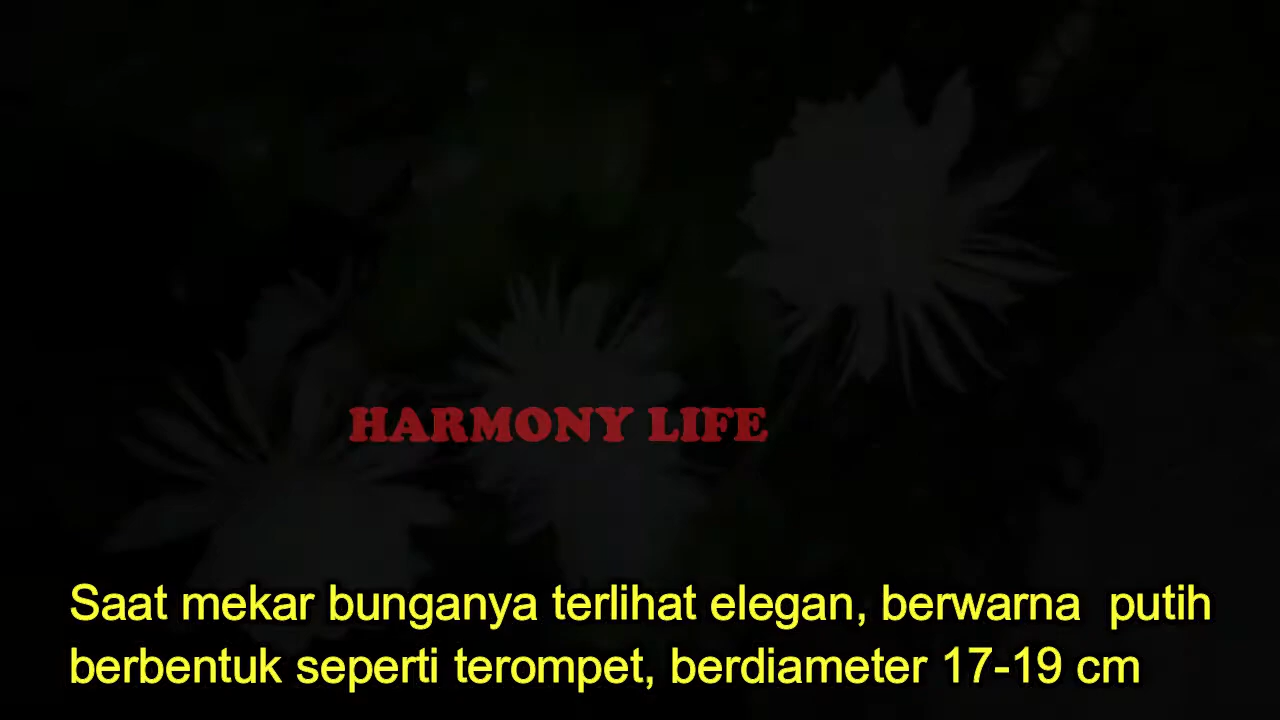 HARMONY LIFE
Saat mekar bunganya terlihat elegan, berwarna  putih
berbentuk seperti terompet, berdiameter 17-19 cm